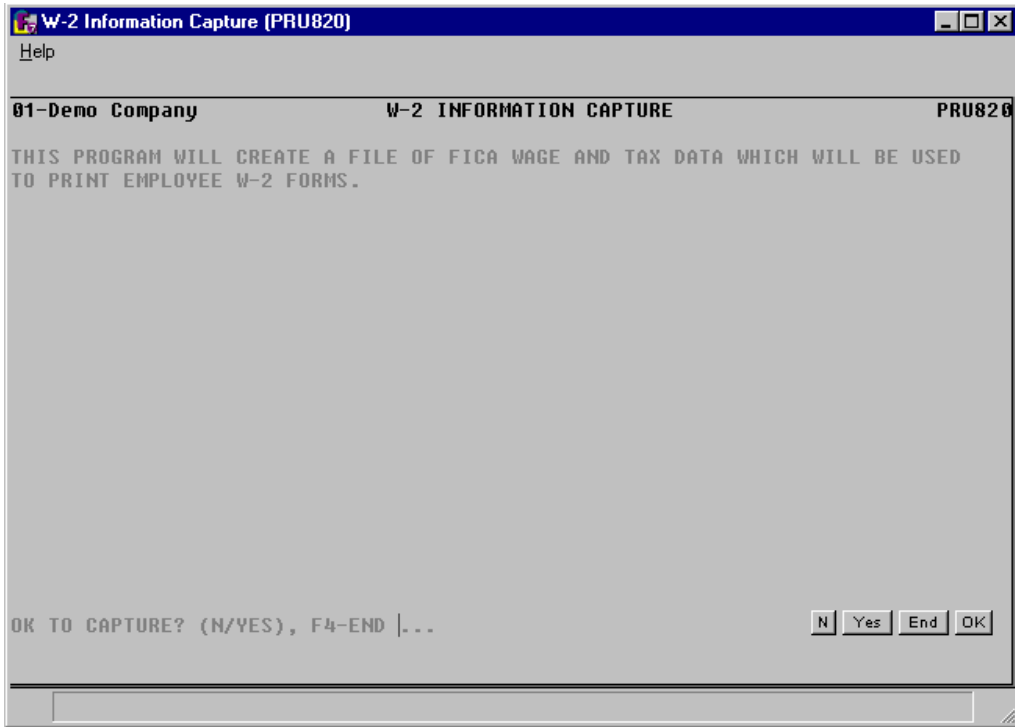 W-2 Information Capture (PRU820)
Help
01-Demo Company W-2 INFORMATION CAPTURE PRU820
THIS PROGRAM WILL CREATE A FILE OF FICA WAGE AND TAX DATA WHICH WILL BE USED
TO PRINT EMPLOYEE W-2 FORMS.
OK TO CAPTURE? (N/YES), F4-END ... N Yes End OK